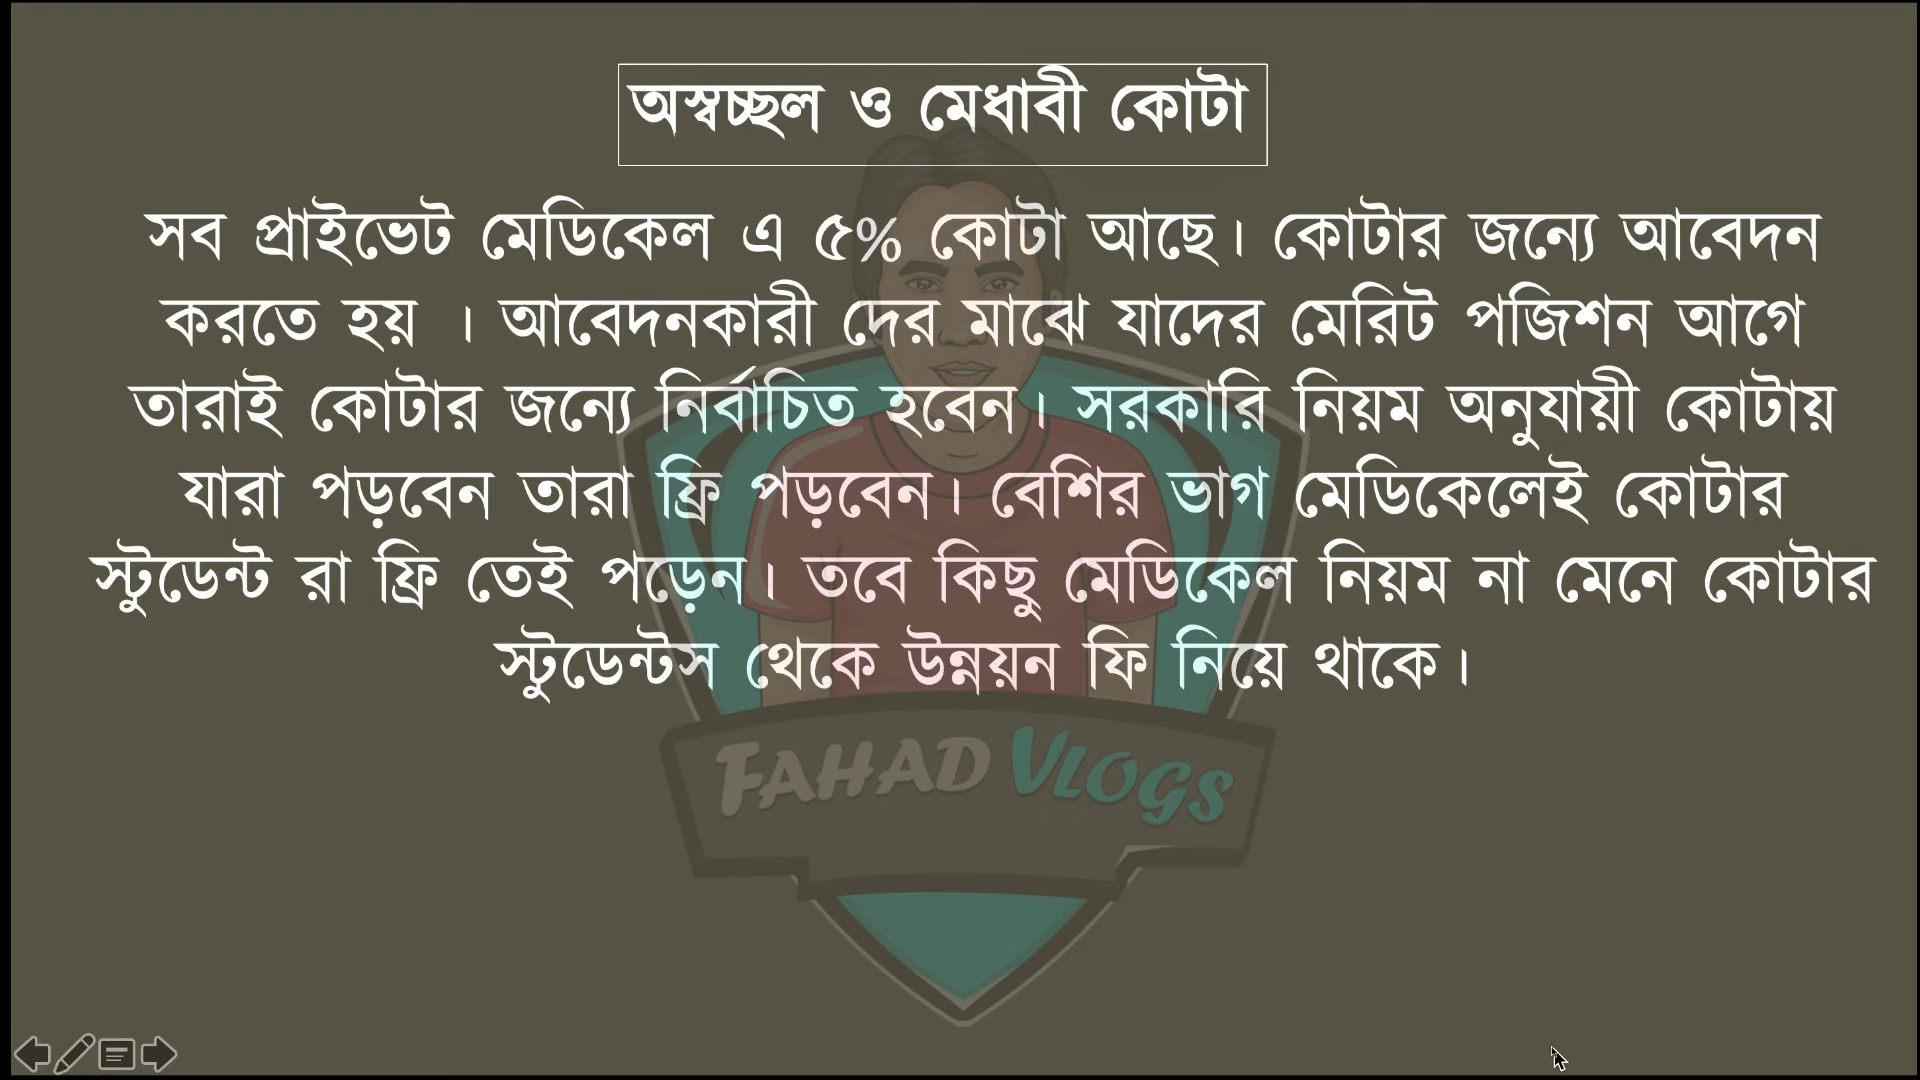 অস্বচ্ছল ও মেধাবী কোটা
সব প্রাইভেট মেডিকেল এ ৫% কোটা আছে। কোটার জন্যে আবেদন
করতে হয় । আবেদনকারী দের মাঝে যাদের মেরিট পজিশন আগে
তারাই কোটার জন্যে নির্বাচিত হবেন। সরকারি নিয়ম অনুযায়ী কোটায়
যারা পড়বেন তারা ফ্রি পড়বেন। বেশির ভাগ মেডিকেলেই কোটার
স্টুডেন্ট রা ফ্রি তেই পড়েন। তবে কিছু মেডিকেল নিয়ম না মেনে কোটার
স্টুডেন্টস থেকে উন্নয়ন ফি নিয়ে থাকে।
FAHAD VLOGS